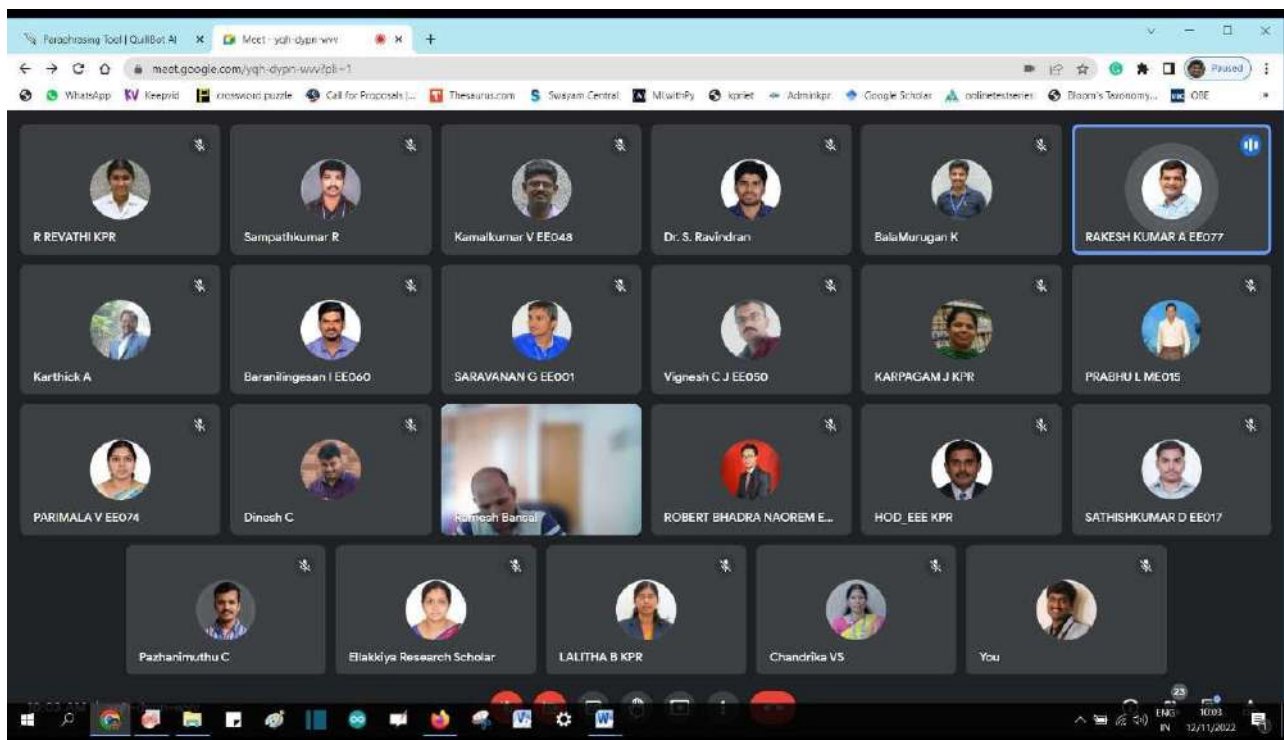 Paraphrasing Tool | QuillBot AI
Meet - yqh-dypn-wvv
meet.google.com/yqh-dypn-wvv?pli=1
Paused
WhatsApp KV Keepvid crossword puzzle Call for Proposals |... Thesaurus.com Swayam Central MLwithPy kpriet Adminkpr Google Scholar onlinetestseries Bloom's Taxonomy... OBE
R REVATHI KPR Sampathkumar R Kamalkumar V EE048 Dr. S. Ravindran BalaMurugan K RAKESH KUMAR A EE077
Karthick A Baranilingesan I EE060 SARAVANAN G EE001 Vignesh C J EE050 KARPAGAM J KPR PRABHU L ME015
PARIMALA V EE074 Dinesh C Ramesh Bansal ROBERT BHADRA NAOREM E... HOD_EEE KPR SATHISHKUMAR D EE017
Pazhanimuthu C Ellakkiya Research Scholar LALITHA B KPR Chandrika VS You
23
ENG 10:03
IN 12/11/2022